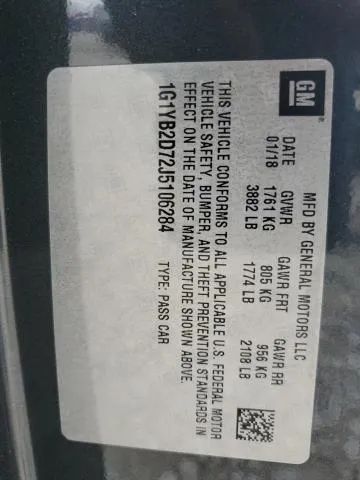 GM
MFD BY GENERAL MOTORS LLC
DATE GVWR GAWR FRT GAWR RR
01/18 1761 KG 805 KG 956 KG
3882 LB 1774 LB 2108 LB
THIS VEHICLE CONFORMS TO ALL APPLICABLE U.S. FEDERAL MOTOR
VEHICLE SAFETY, BUMPER, AND THEFT PREVENTION STANDARDS IN
EFFECT ON THE DATE OF MANUFACTURE SHOWN ABOVE.
1G1YB2D72J5106284 TYPE: PASS CAR